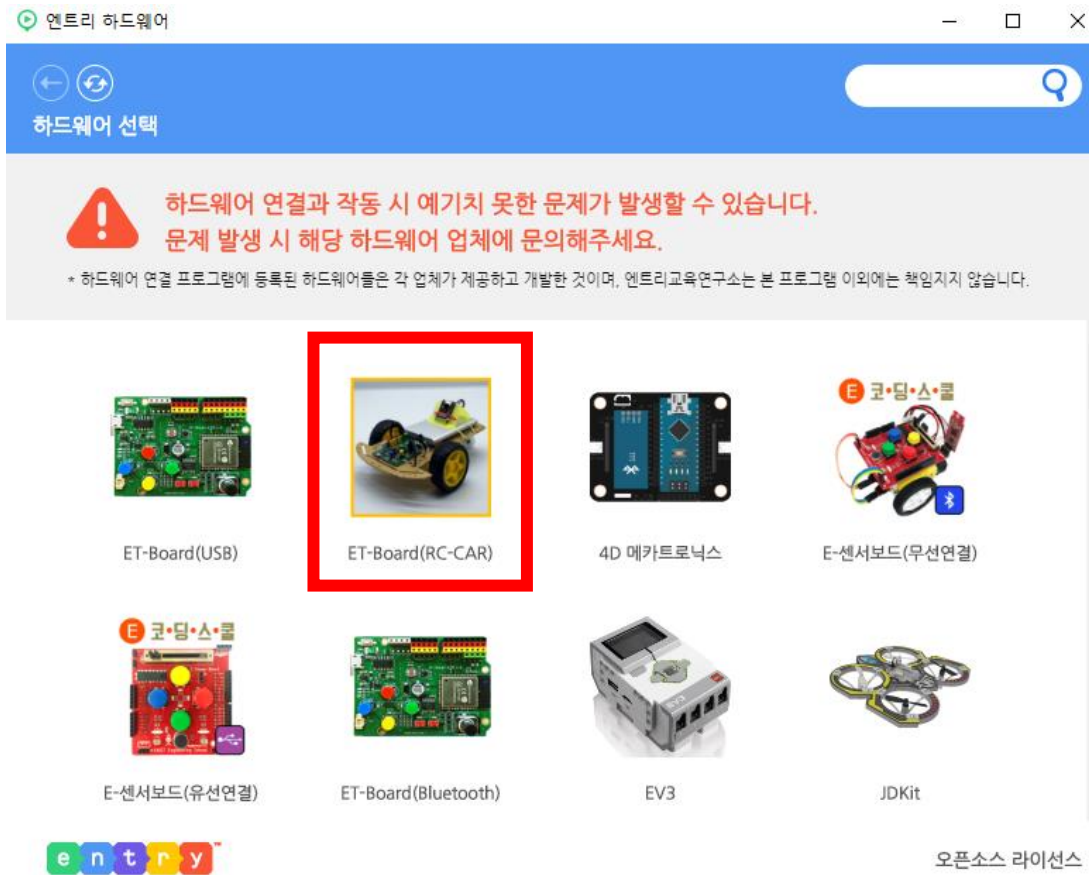 엔트리 하드웨어
하드웨어 선택
하드웨어 연결과 작동 시 예기치 못한 문제가 발생할 수 있습니다.
문제 발생 시 해당 하드웨어 업체에 문의해주세요.
* 하드웨어 연결 프로그램에 등록된 하드웨어들은 각 업체가 제공하고 개발한 것이며, 엔트리교육연구소는 본 프로그램 이외에는 책임지지 않습니다.
E 코·딩·스·쿨
ET-Board(USB)
ET-Board(RC-CAR)
4D 메카트로닉스
E-센서보드(무선연결)
E 코·딩·스·쿨
EV3
E-센서보드(유선연결)
ET-Board(Bluetooth)
EV3
JDKit
entry™
오픈소스 라이선스